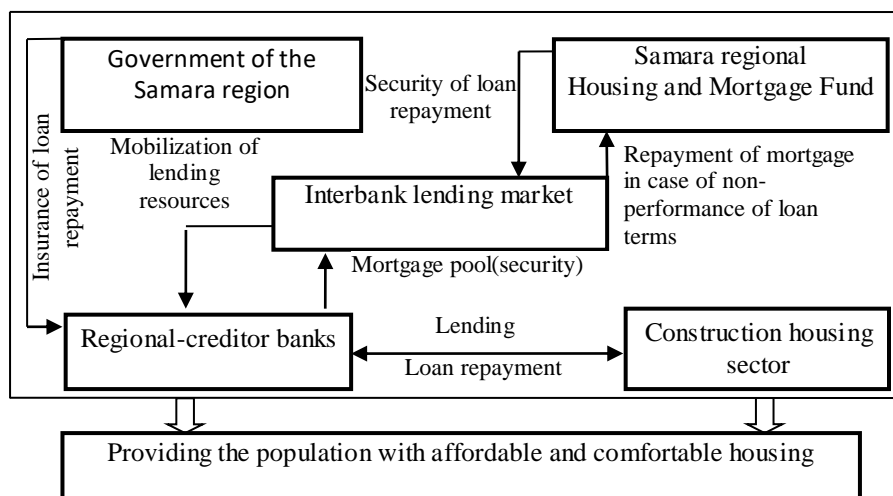 Government of the
Samara region
Samara regional
Housing and Mortgage Fund
Security of loan
repayment
Insurance of loan
repayment
Mobilization of
lending
resources
Repayment of mortgage
in case of non-
performance of loan
terms
Interbank lending market
Mortgage pool(security)
Regional-creditor banks
Lending
Loan repayment
Construction housing
sector
Providing the population with affordable and comfortable housing